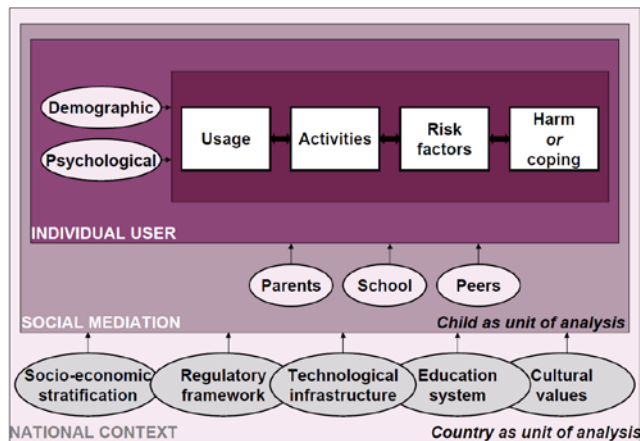 Demographic
Psychological
Usage
Activities
Risk
factors
Harm
or
coping
INDIVIDUAL USER
Parents
School
Peers
SOCIAL MEDIATION
Child as unit of analysis
Socio-economic
stratification
Regulatory
framework
Technological
infrastructure
Education
system
Cultural
values
NATIONAL CONTEXT
Country as unit of analysis